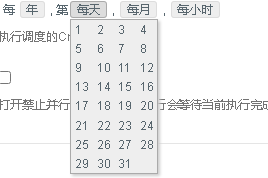 每 年 ,第 每天 , 每月 , 每小时
执行调度的Cr
1 2 3 4
5 6 7 8
9 10 11 12
13 14 15 16
打开禁止并行
17 18 19 20
行会等待当前执行完成
21 22 23 24
25 26 27 28
29 30 31